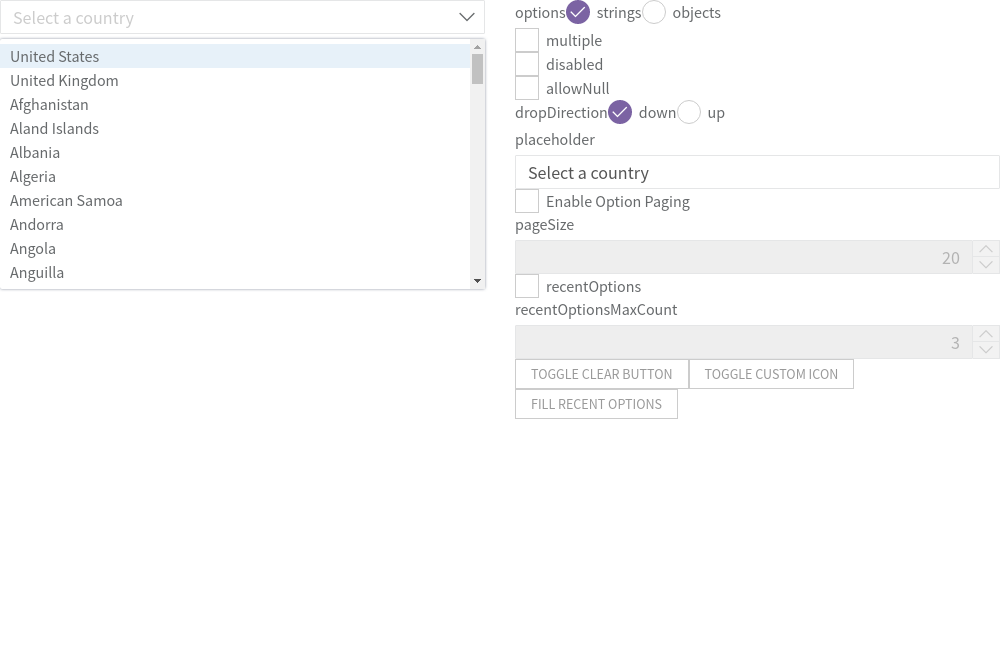 Select a country
United States
United Kingdom
Afghanistan
Aland Islands
Albania
Algeria
American Samoa
Andorra
Angola
Anguilla
options strings objects
multiple
disabled
allowNull
dropDirection down up
placeholder
Select a country
Enable Option Paging
pageSize
20
recentOptions
recentOptionsMaxCount
3
TOGGLE CLEAR BUTTON TOGGLE CUSTOM ICON
FILL RECENT OPTIONS